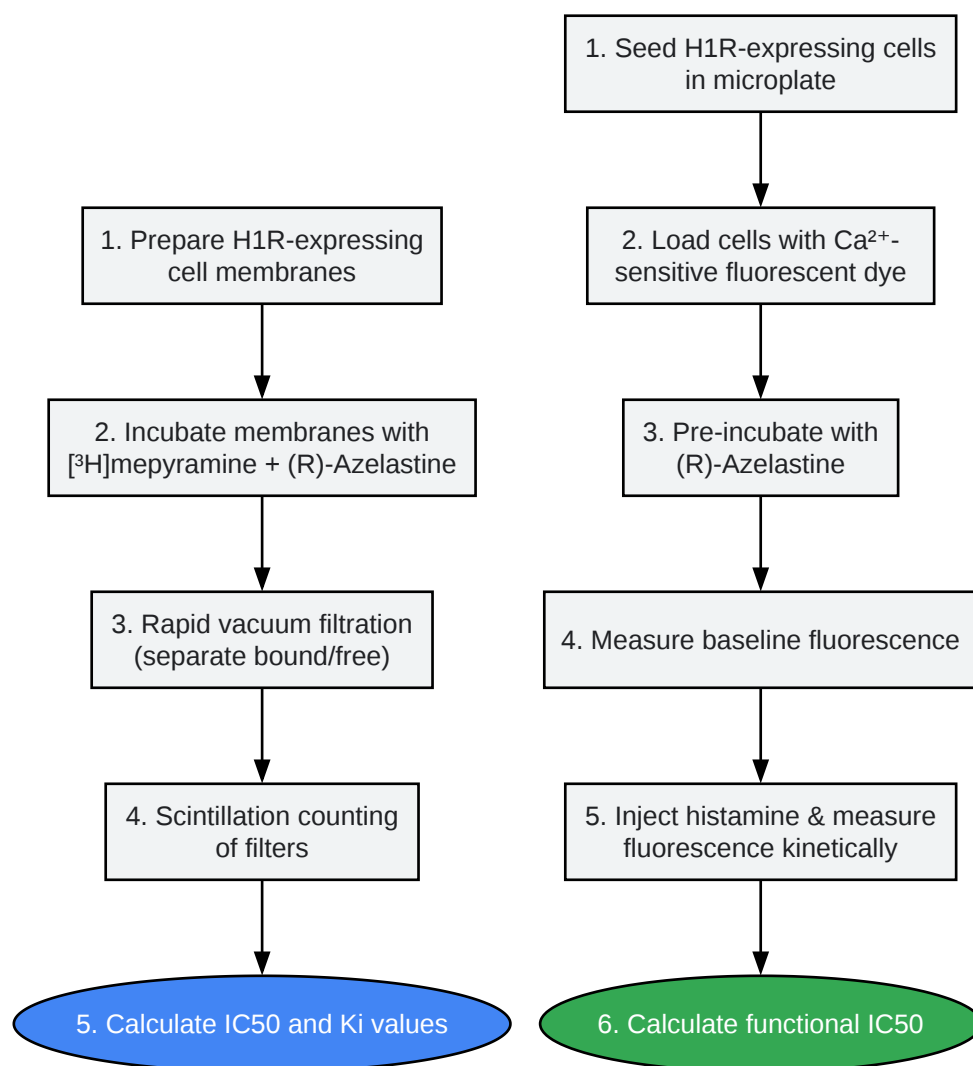 1. Prepare H1R-expressing
cell membranes
2. Incubate membranes with
[³H]mepyramine + (R)-Azelastine
3. Rapid vacuum filtration
(separate bound/free)
4. Scintillation counting
of filters
5. Calculate IC50 and Ki values
1. Seed H1R-expressing cells
in microplate
2. Load cells with Ca²⁺-
sensitive fluorescent dye
3. Pre-incubate with
(R)-Azelastine
4. Measure baseline fluorescence
5. Inject histamine & measure
fluorescence kinetically
6. Calculate functional IC50